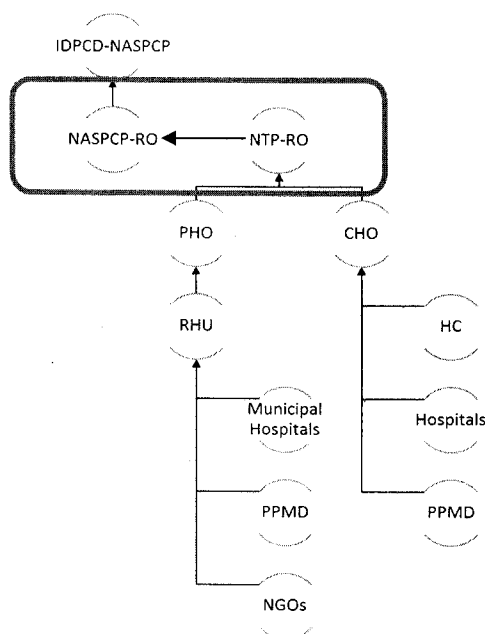 IDPCD-NASPCP
NASPCP-RO
NTP-RO
PHO
CHO
RHU
HC
Municipal
Hospitals
Hospitals
PPMD
PPMD
NGOs